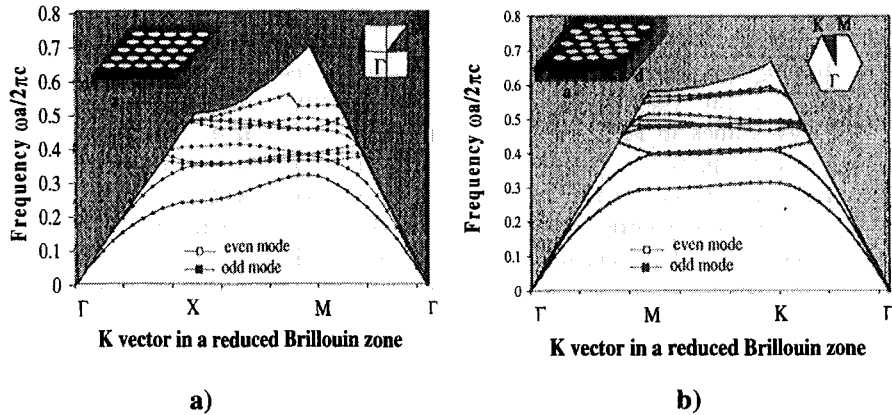 0.8
0.7
0.6
0.5
0.4
0.3
0.2
0.1
0
Frequency ωa/2πc
Γ
even mode
odd mode
Γ X M Γ
K vector in a reduced Brillouin zone
a)
0.8
0.7
0.6
0.5
0.4
0.3
0.2
0.1
0
Frequency ωa/2πc
K M
Γ
a
even mode
odd mode
Γ M K Γ
K vector in a reduced Brillouin zone
b)